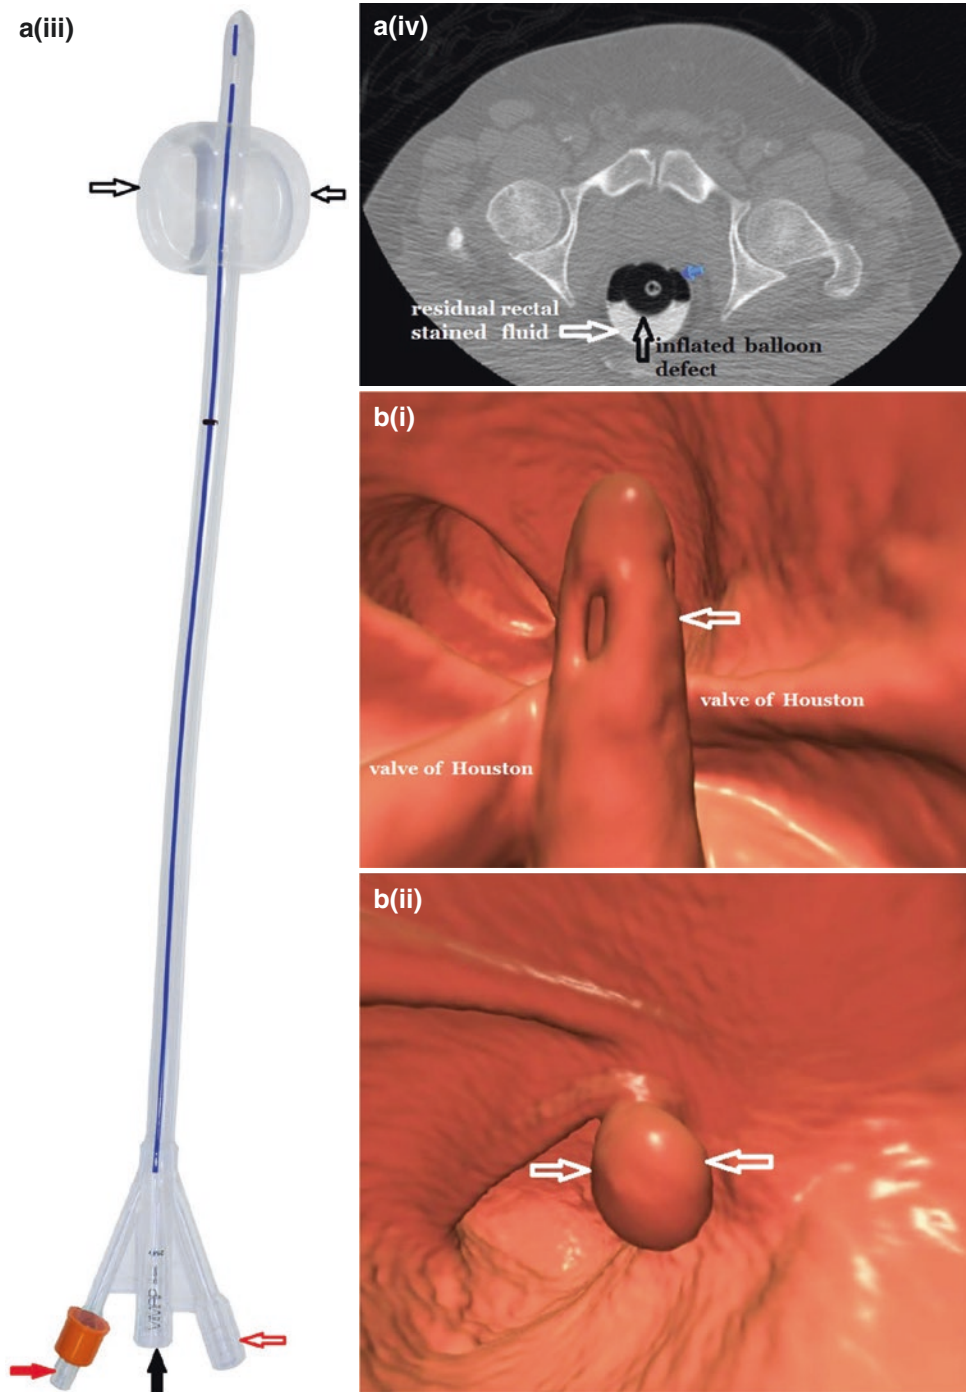 a(iii)
a(iv)
residual rectal
stained fluid
inflated balloon
defect
b(i)
valve of Houston
valve of Houston
b(ii)